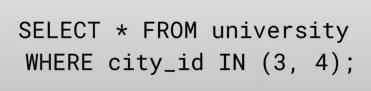 SELECT * FROM university
WHERE city_id IN (3, 4);